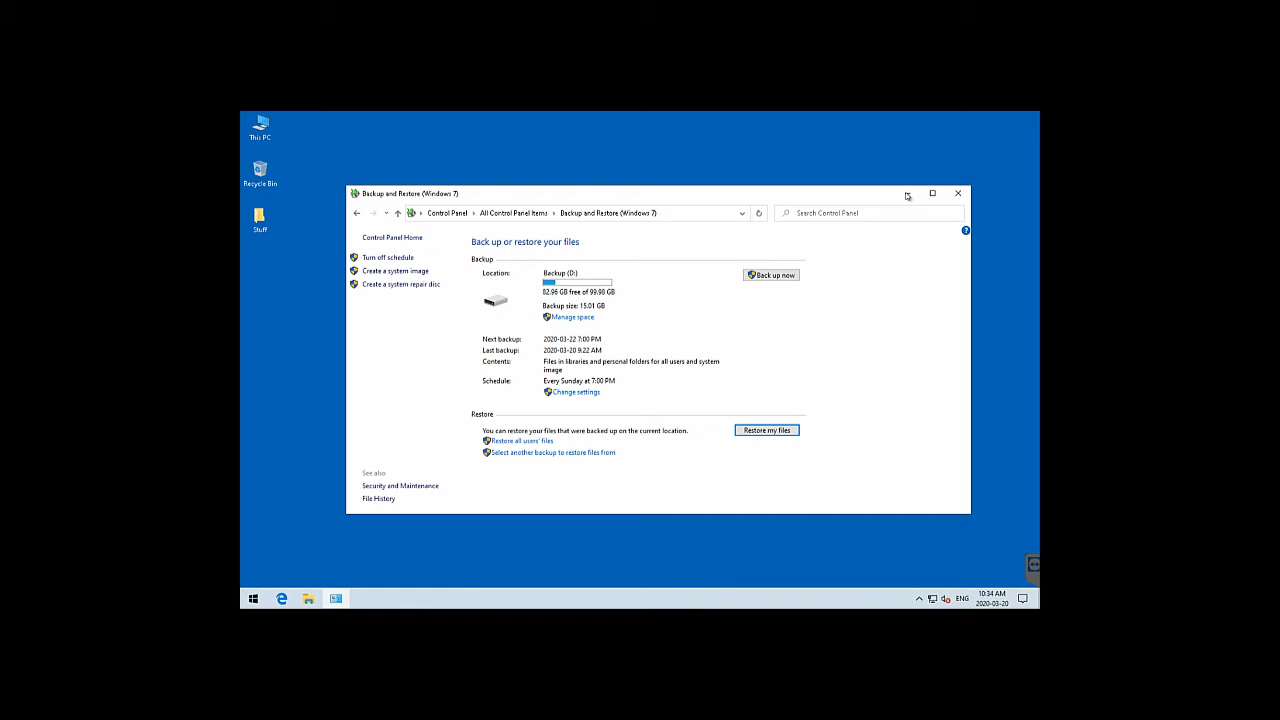 This PC
Recycle Bin
Stuff
Backup and Restore (Windows 7)
Control Panel > All Control Panel Items > Backup and Restore (Windows 7)
Search Control Panel
Control Panel Home
Turn off schedule
Create a system image
Create a system repair disc
See also
Security and Maintenance
File History
Back up or restore your files
Backup
Location: Backup (D:)
82.96 GB free of 99.98 GB
Backup size: 15.01 GB
Manage space
Back up now
Next backup: 2020-03-22 7:00 PM
Last backup: 2020-03-20 9:22 AM
Contents: Files in libraries and personal folders for all users and system
image
Schedule: Every Sunday at 7:00 PM
Change settings
Restore
You can restore your files that were backed up on the current location.
Restore my files
Restore all users' files
Select another backup to restore files from
ENG
10:34 AM
2020-03-20